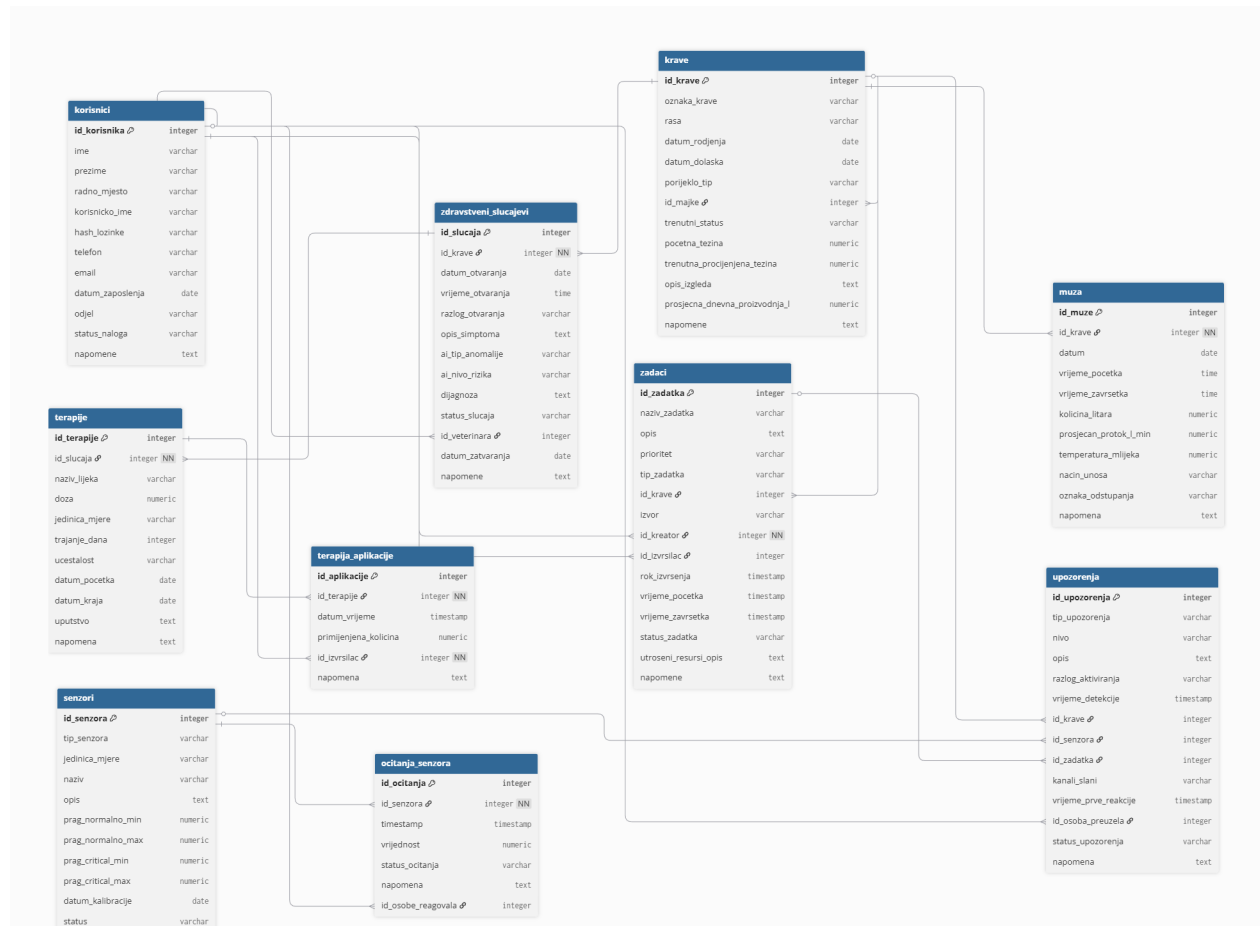 korisnici
id_korisnika integer
ime varchar
prezime varchar
radno_mjesto varchar
korisnicko_ime varchar
hash_lozinke varchar
telefon varchar
email varchar
datum_zaposlenja date
odjel varchar
status_naloga varchar
napomene text
krave
id_krave integer
oznaka_krave varchar
rasa varchar
datum_rodjenja date
datum_dolaska date
porijeklo_tip varchar
id_majke integer
trenutni_status varchar
pocetna_tezina numeric
trenutna_procijenjena_tezina numeric
opis_izgleda text
prosjecna_dnevna_proizvodnja_l numeric
napomene text
zdravstveni_slucajevi
id_slucaja integer
id_krave integer NN
datum_otvaranja date
vrijeme_otvaranja time
razlog_otvaranja varchar
opis_simptoma text
ai_tip_anomalije varchar
ai_nivo_rizika varchar
dijagnoza text
status_slucaja varchar
id_veterinara integer
datum_zatvaranja date
napomene text
muza
id_muze integer
id_krave integer NN
datum date
vrijeme_pocetka time
vrijeme_zavrsetka time
kolicina_litara numeric
prosjecan_protok_l_min numeric
temperatura_mlijeka numeric
nacin_unosa varchar
oznaka_odstupanja varchar
napomena text
zadaci
id_zadatka integer
naziv_zadatka varchar
opis text
prioritet varchar
tip_zadatka varchar
id_krave integer
izvor varchar
id_kreator integer NN
id_izvrsilac integer
rok_izvrsenja timestamp
vrijeme_pocetka timestamp
vrijeme_zavrsetka timestamp
status_zadatka varchar
utroseni_resursi_opis text
napomene text
terapije
id_terapije integer
id_slucaja integer NN
naziv_lijeka varchar
doza numeric
jedinica_mjere varchar
trajanje_dana integer
ucestalost varchar
datum_pocetka date
datum_kraja date
uputstvo text
napomena text
terapija_aplikacije
id_aplikacije integer
id_terapije integer NN
datum_vrijeme timestamp
primijenjena_kolicina numeric
id_izvrsilac integer NN
napomena text
upozorenja
id_upozorenja integer
tip_upozorenja varchar
nivo varchar
opis text
razlog_aktiviranja varchar
vrijeme_detekcije timestamp
id_krave integer
id_senzora integer
id_zadatka integer
kanali_slani varchar
vrijeme_prve_reakcije timestamp
id_osoba_preuzela integer
status_upozorenja varchar
napomena text
senzori
id_senzora integer
tip_senzora varchar
jedinica_mjere varchar
naziv varchar
opis text
prag_normalno_min numeric
prag_normalno_max numeric
prag_critical_min numeric
prag_critical_max numeric
datum_kalibracije date
status varchar
ocitanja_senzora
id_ocitanja integer
id_senzora integer NN
timestamp timestamp
vrijednost numeric
status_ocitanja varchar
napomena text
id_osobe_reagovala integer